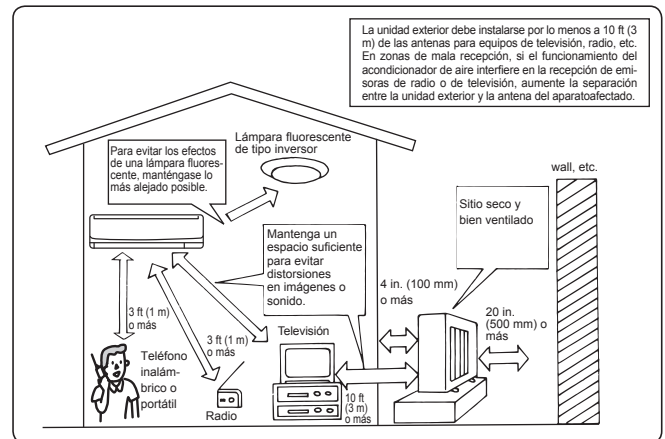 La unidad exterior debe instalarse por lo menos a 10 ft (3
m) de las antenas para equipos de televisión, radio, etc.
En zonas de mala recepción, si el funcionamiento del
acondicionador de aire interfiere en la recepción de emi-
soras de radio o de televisión, aumente la separación
entre la unidad exterior y la antena del aparatoafectado.
Para evitar los efectos
de una lámpara fluores-
cente, manténgase lo
más alejado posible.
Lámpara fluorescente
de tipo inversor
wall, etc.
Sitio seco y
bien ventilado
Mantenga un
espacio suficiente
para evitar
distorsiones
en imágenes o
sonido.
4 in. (100 mm)
o más
20 in.
(500 mm) o
más
3 ft (1 m)
o más
3 ft (1 m)
o más
Televisión
Teléfono
inalám-
brico o
portátil
Radio
10 ft
(3 m)
o más